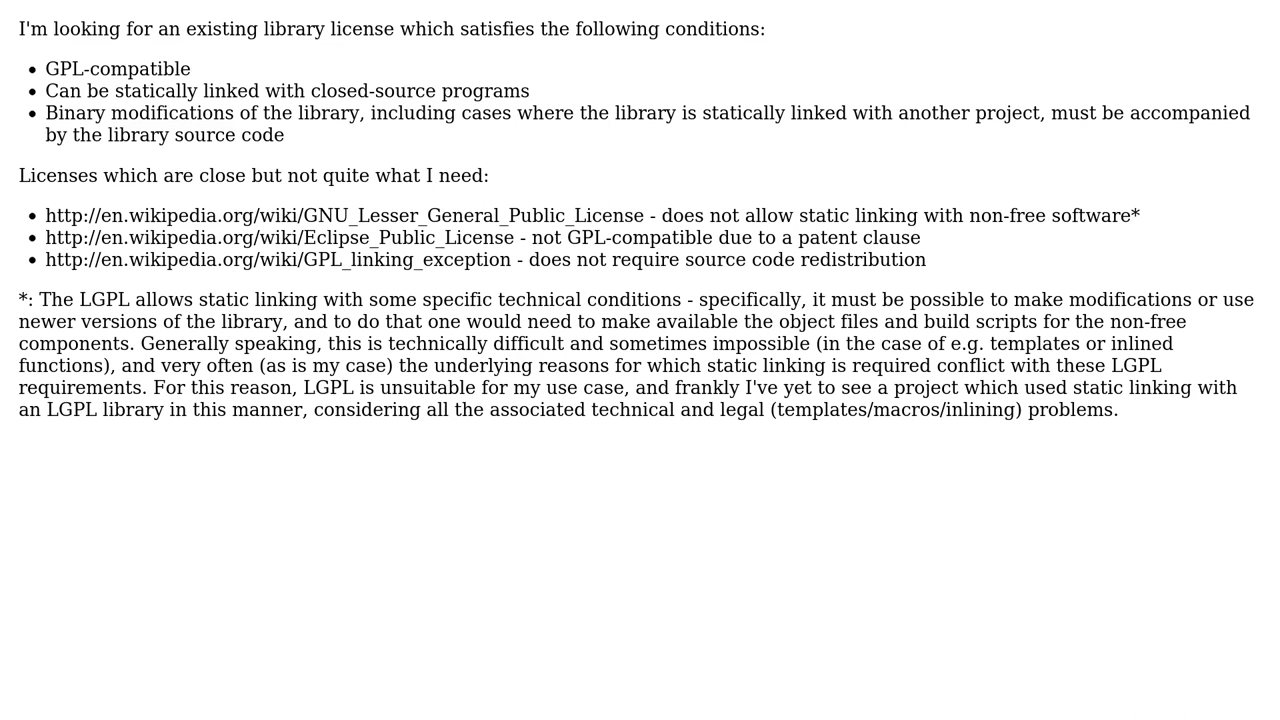 I'm looking for an existing library license which satisfies the following conditions:
• GPL-compatible
• Can be statically linked with closed-source programs
• Binary modifications of the library, including cases where the library is statically linked with another project, must be accompanied
by the library source code
Licenses which are close but not quite what I need:
• http://en.wikipedia.org/wiki/GNU_Lesser_General_Public_License - does not allow static linking with non-free software*
• http://en.wikipedia.org/wiki/Eclipse_Public_License - not GPL-compatible due to a patent clause
• http://en.wikipedia.org/wiki/GPL_linking_exception - does not require source code redistribution
*: The LGPL allows static linking with some specific technical conditions - specifically, it must be possible to make modifications or use
newer versions of the library, and to do that one would need to make available the object files and build scripts for the non-free
components. Generally speaking, this is technically difficult and sometimes impossible (in the case of e.g. templates or inlined
functions), and very often (as is my case) the underlying reasons for which static linking is required conflict with these LGPL
requirements. For this reason, LGPL is unsuitable for my use case, and frankly I've yet to see a project which used static linking with
an LGPL library in this manner, considering all the associated technical and legal (templates/macros/inlining) problems.